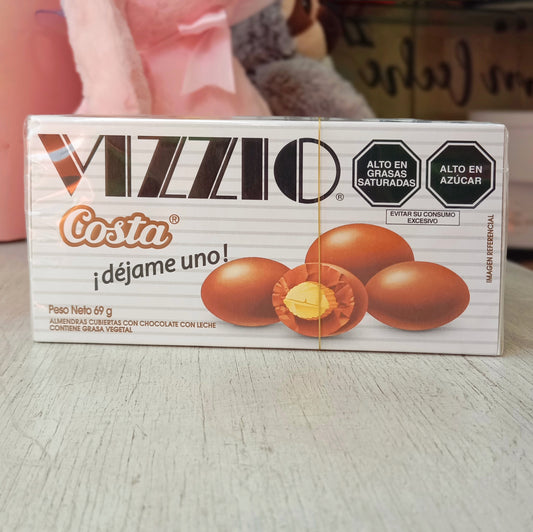 VIZZIO®
Costa®
¡déjame uno!
Peso Neto 69 g
ALMENDRAS CUBIERTAS CON CHOCOLATE CON LECHE
CONTIENE GRASA VEGETAL
ALTO EN
GRASAS
SATURADAS
ALTO EN
AZÚCAR
EVITAR SU CONSUMO
EXCESIVO
IMAGEN REFERENCIAL